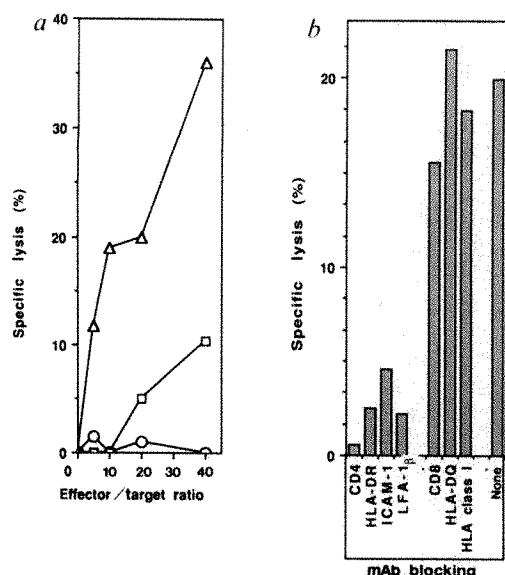 a
40
30
20
10
0
Specific lysis (%)
0 10 20 30 40
Effector/target ratio
b
20
10
0
Specific lysis (%)
CD4
HLA-DR
ICAM-1
LFA-1β
CD8
HLA-DQ
HLA class I
None
mAb blocking